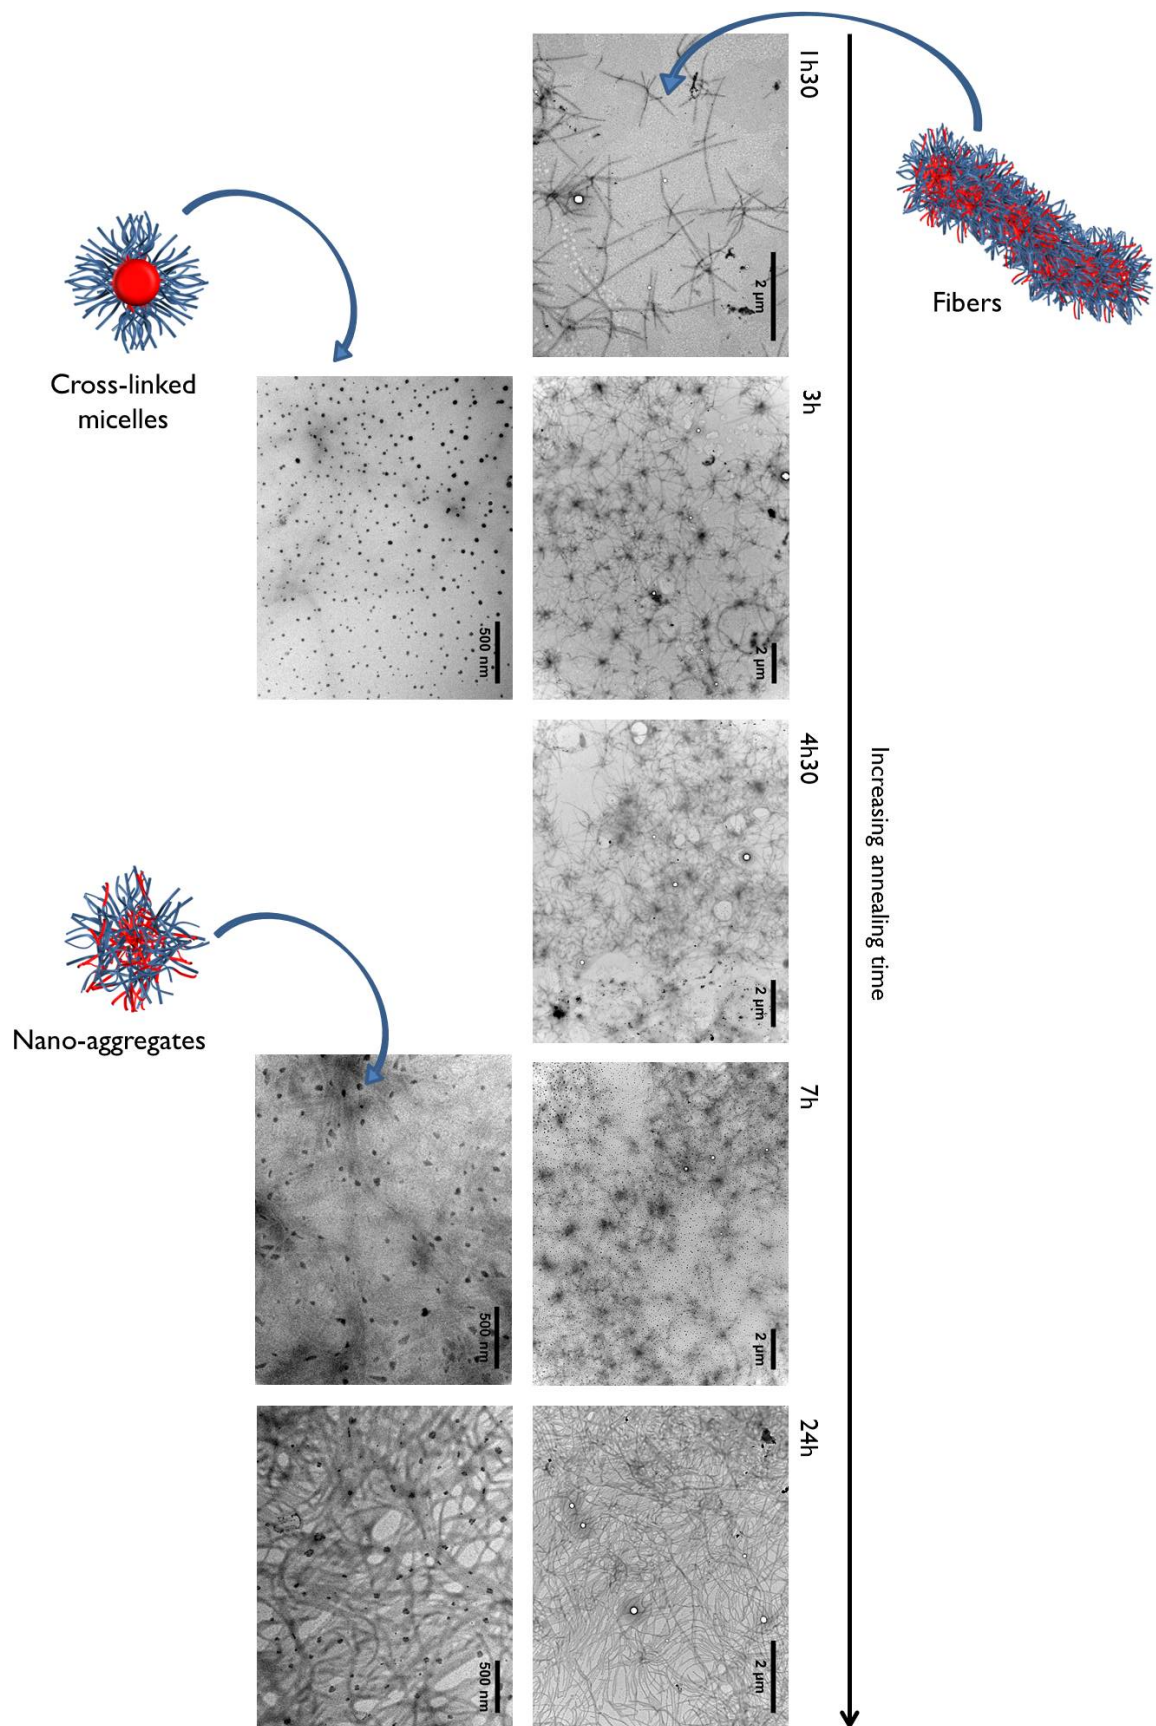 1h30
2 μm
Fibers
Cross-linked
micelles
3h
500 nm
2 μm
4h30
2 μm
Increasing annealing time
Nano-aggregates
7h
500 nm
2 μm
24h
500 nm
2 μm